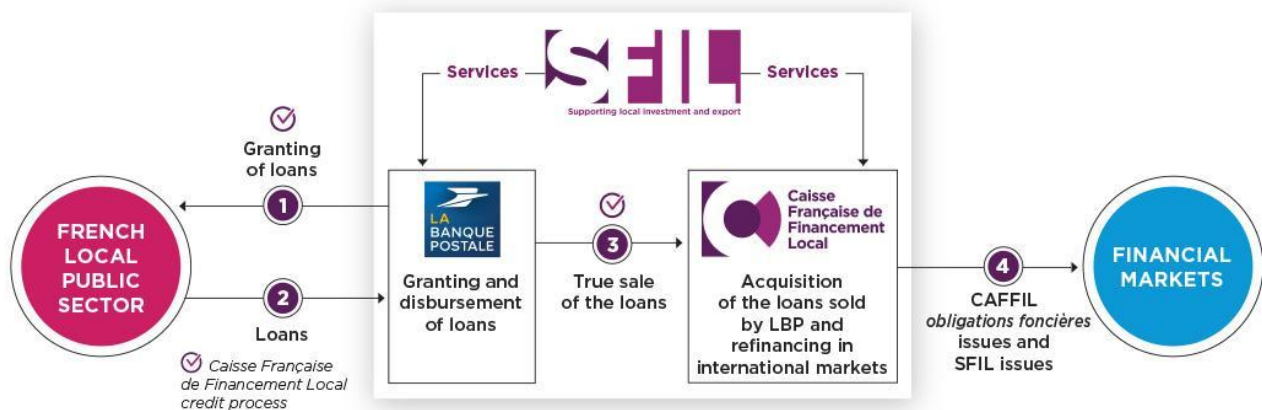 SFIL
Supporting local investment and export
Services
Services
Granting
of loans
1
FRENCH
LOCAL
PUBLIC
SECTOR
2
Loans
Caisse Française
de Financement Local
credit process
LA
BANQUE
POSTALE
Granting and
disbursement
of loans
3
True sale
of the loans
Caisse
Française de
Financement
Local
Acquisition
of the loans sold
by LBP and
refinancing in
international markets
4
CAFFIL
obligations foncières
issues and
SFIL issues
FINANCIAL
MARKETS